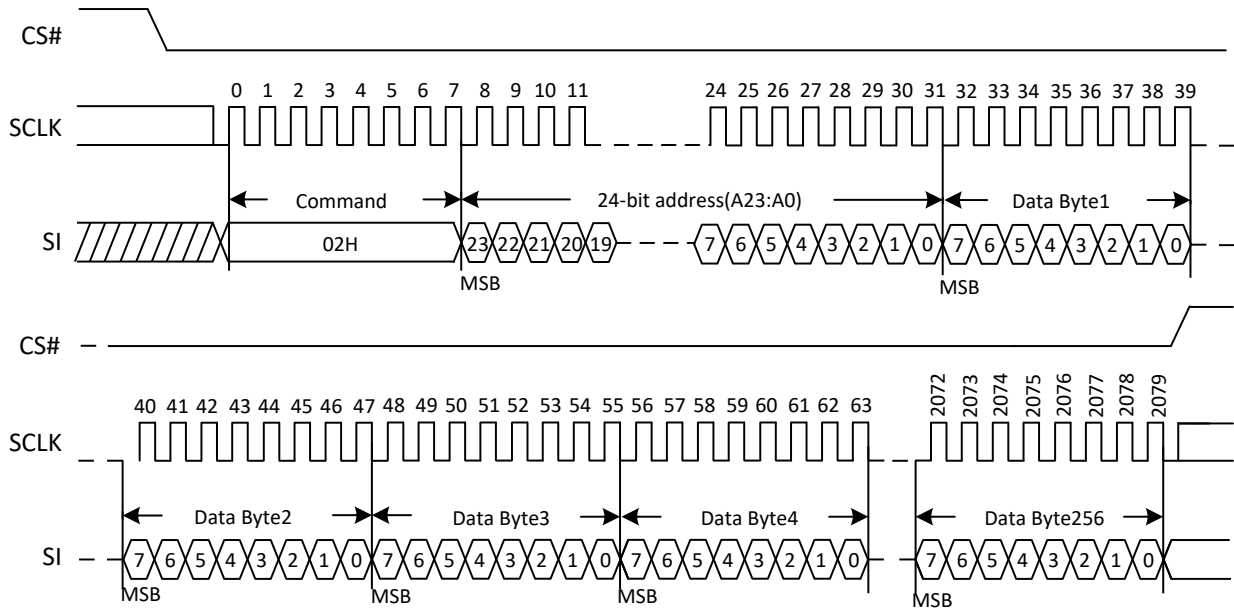 CS#
0 1 2 3 4 5 6 7 8 9 10 11 24 25 26 27 28 29 30 31 32 33 34 35 36 37 38 39
SCLK
Command 24-bit address(A23:A0) Data Byte1
SI 02H 23 22 21 20 19 7 6 5 4 3 2 1 0 7 6 5 4 3 2 1 0
MSB MSB
CS#
40 41 42 43 44 45 46 47 48 49 50 51 52 53 54 55 56 57 58 59 60 61 62 63 2072 2073 2074 2075 2076 2077 2078 2079
SCLK
Data Byte2 Data Byte3 Data Byte4 Data Byte256
SI 7 6 5 4 3 2 1 0 7 6 5 4 3 2 1 0 7 6 5 4 3 2 1 0 7 6 5 4 3 2 1 0
MSB MSB MSB MSB